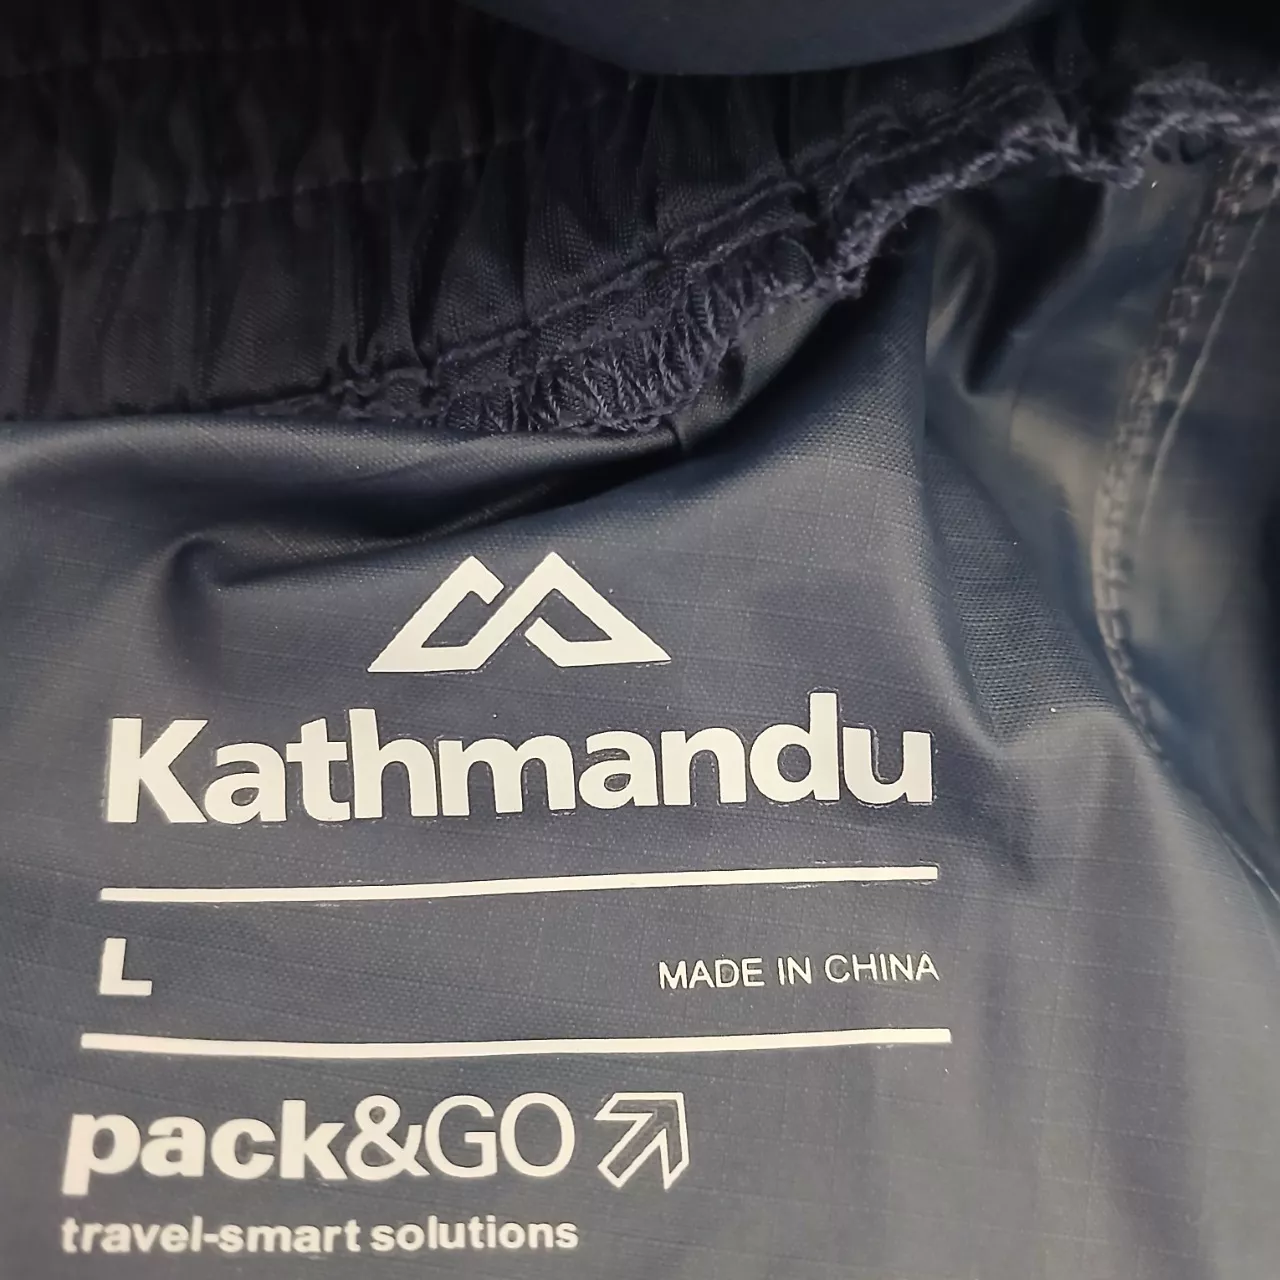 Kathmandu
L MADE IN CHINA
pack&GO
travel-smart solutions